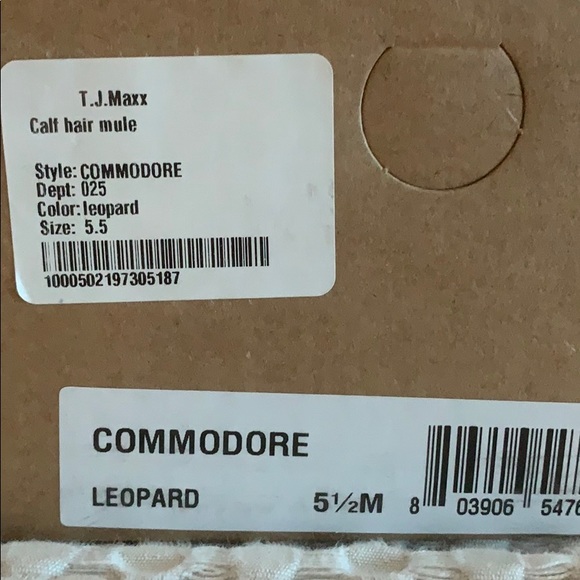 T.J.Maxx
Calf hair mule
Style: COMMODORE
Dept: 025
Color: leopard
Size: 5.5
1000502197305187
COMMODORE
LEOPARD 5½M 8 03906 5476